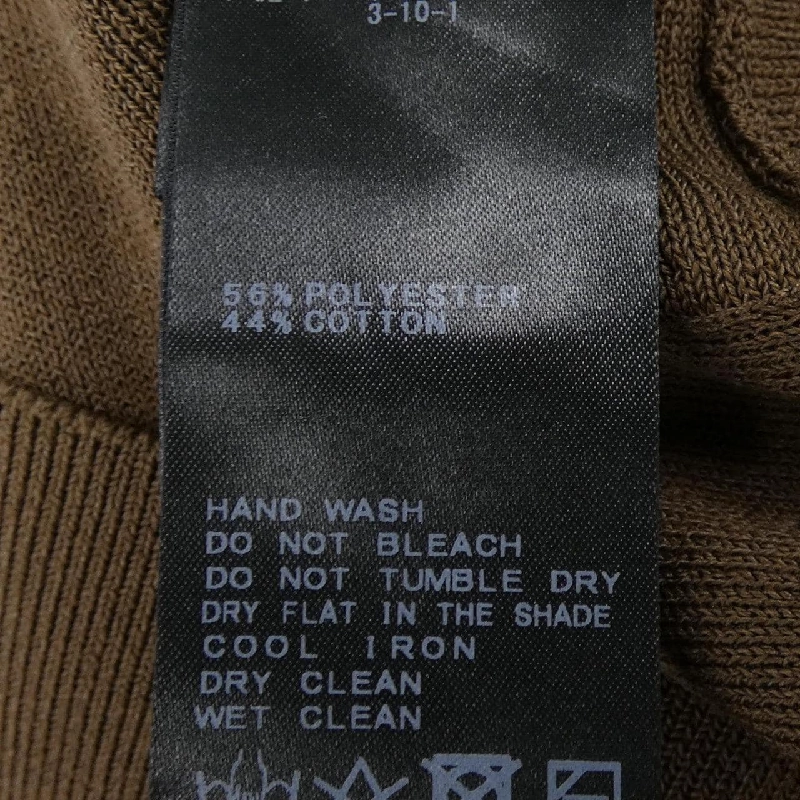 3-10-1
56% POLYESTER
44% COTTON
HAND WASH
DO NOT BLEACH
DO NOT TUMBLE DRY
DRY FLAT IN THE SHADE
COOL IRON
DRY CLEAN
WET CLEAN